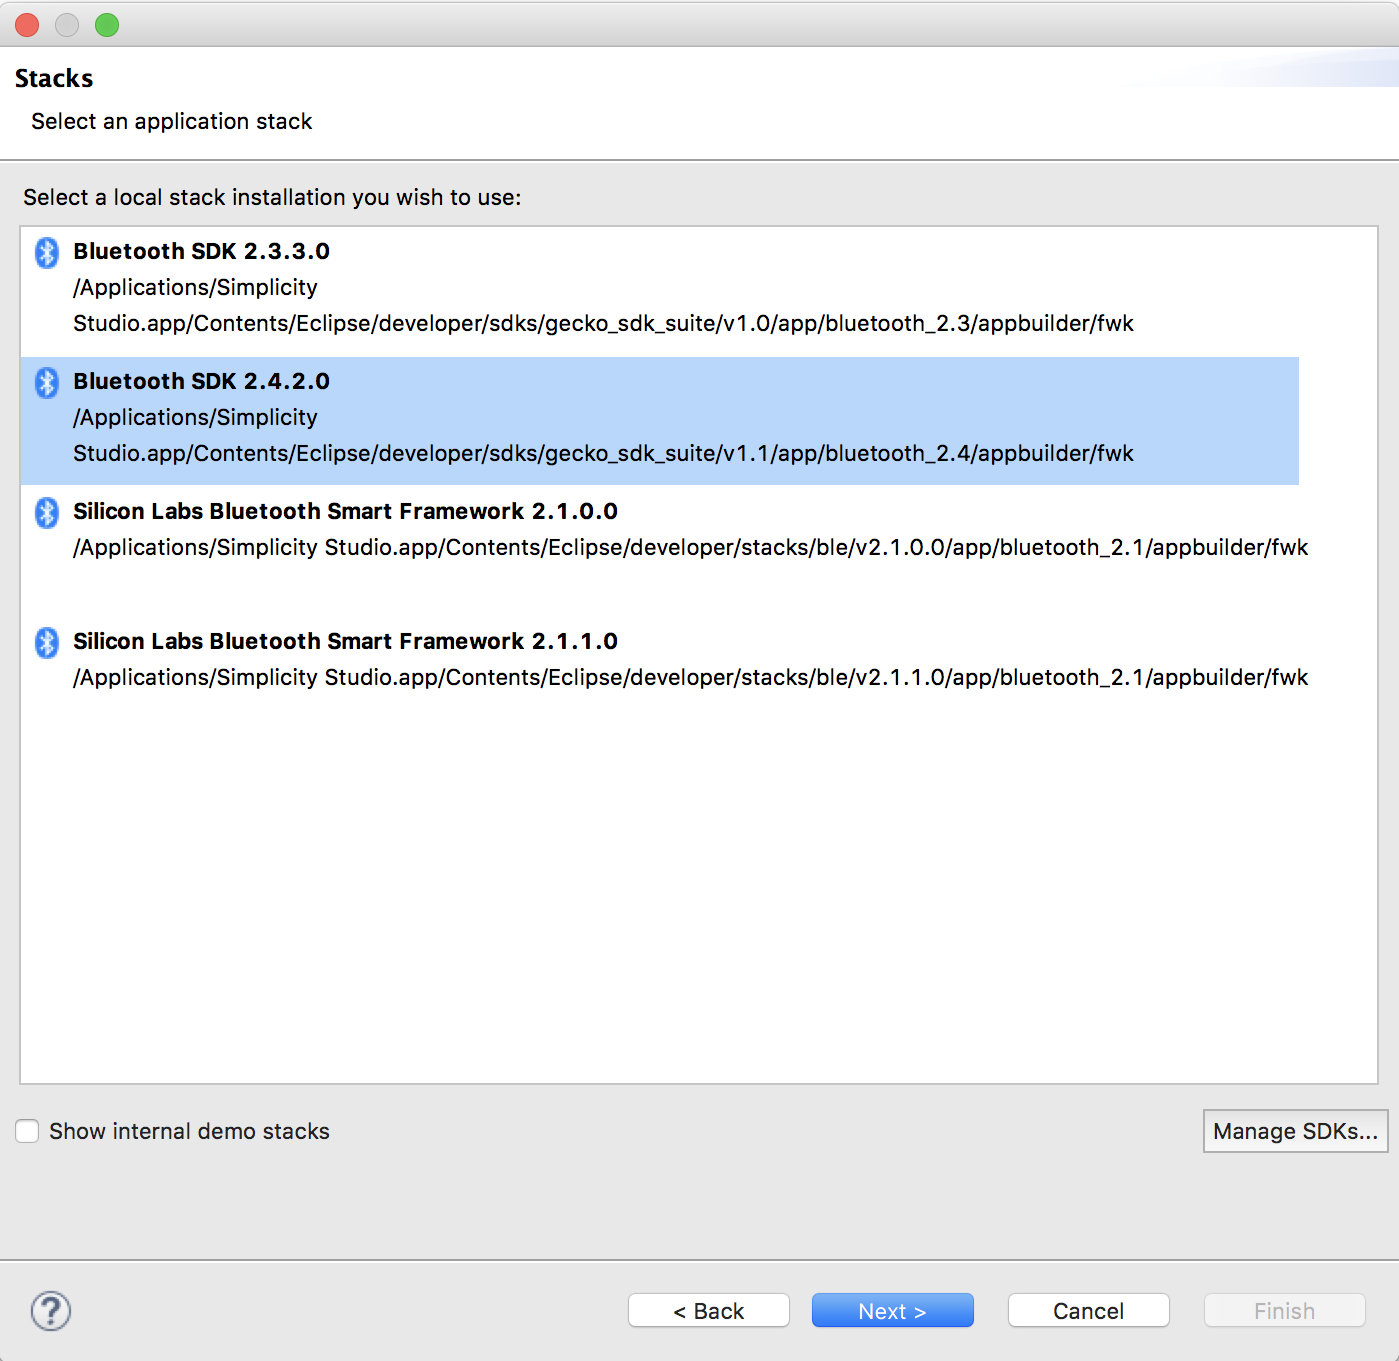 Stacks
Select an application stack
Select a local stack installation you wish to use:
Bluetooth SDK 2.3.3.0
/Applications/Simplicity
Studio.app/Contents/Eclipse/developer/sdks/gecko_sdk_suite/v1.0/app/bluetooth_2.3/appbuilder/fwk
Bluetooth SDK 2.4.2.0
/Applications/Simplicity
Studio.app/Contents/Eclipse/developer/sdks/gecko_sdk_suite/v1.1/app/bluetooth_2.4/appbuilder/fwk
Silicon Labs Bluetooth Smart Framework 2.1.0.0
/Applications/Simplicity Studio.app/Contents/Eclipse/developer/stacks/ble/v2.1.0.0/app/bluetooth_2.1/appbuilder/fwk
Silicon Labs Bluetooth Smart Framework 2.1.1.0
/Applications/Simplicity Studio.app/Contents/Eclipse/developer/stacks/ble/v2.1.1.0/app/bluetooth_2.1/appbuilder/fwk
Show internal demo stacks
Manage SDKs...
?
< Back
Next >
Cancel
Finish